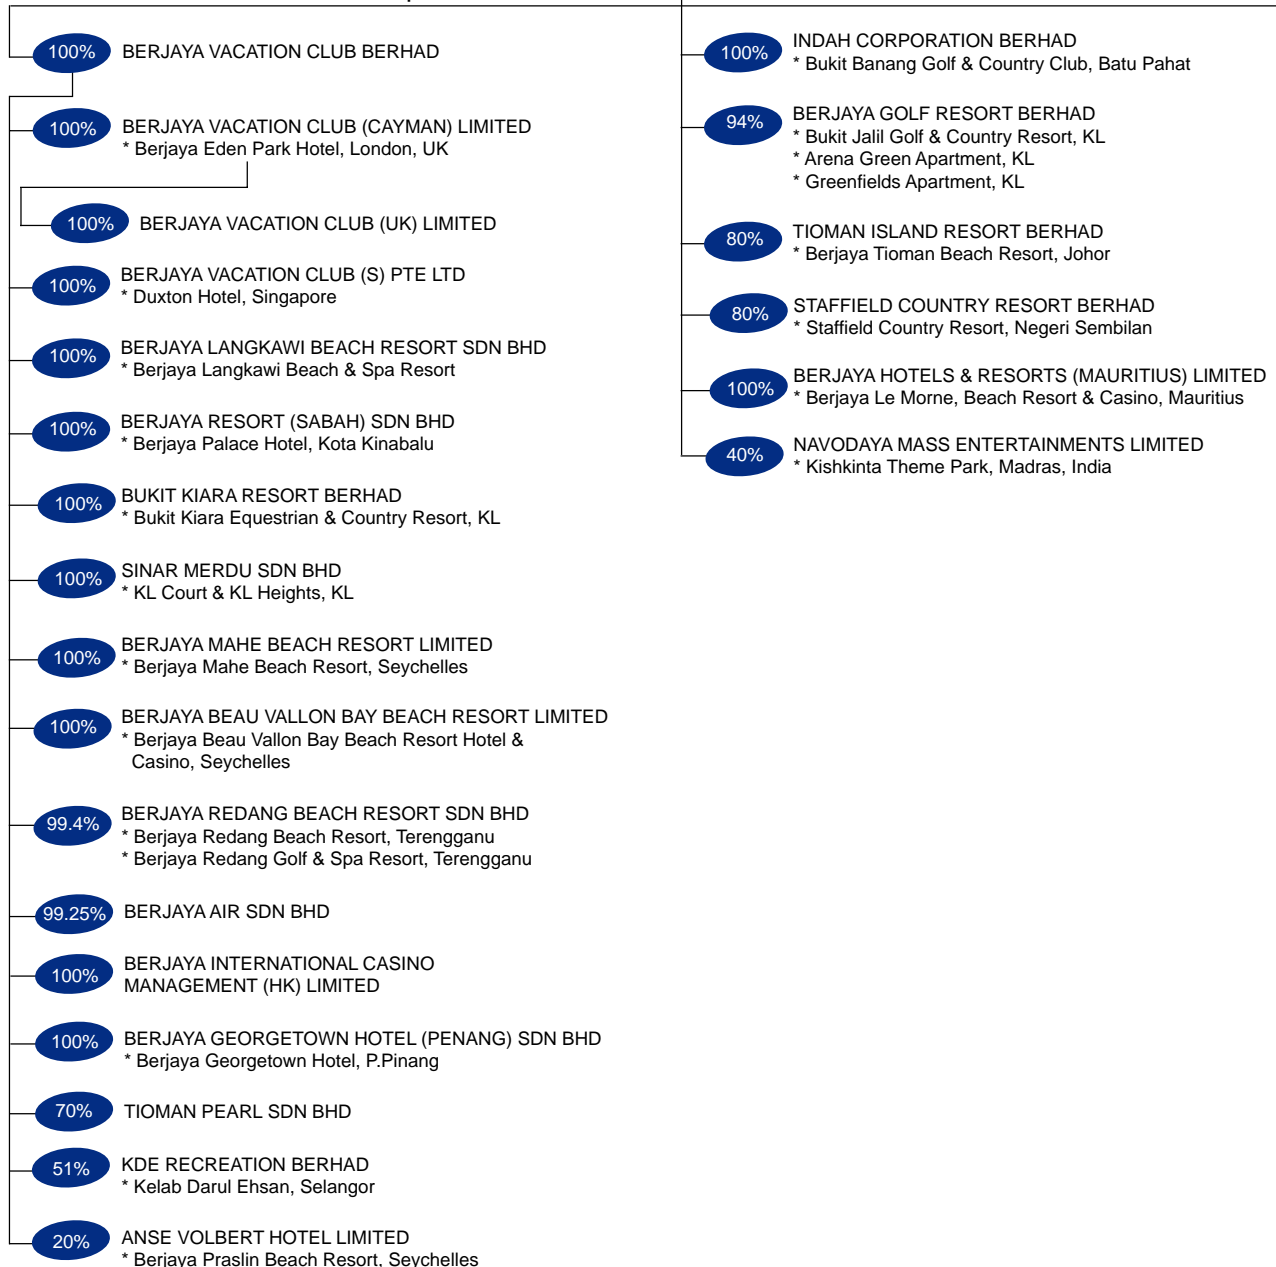 100% BERJAYA VACATION CLUB BERHAD
100% BERJAYA VACATION CLUB (CAYMAN) LIMITED
* Berjaya Eden Park Hotel, London, UK
100% BERJAYA VACATION CLUB (UK) LIMITED
100% BERJAYA VACATION CLUB (S) PTE LTD
* Duxton Hotel, Singapore
100% BERJAYA LANGKAWI BEACH RESORT SDN BHD
* Berjaya Langkawi Beach & Spa Resort
100% BERJAYA RESORT (SABAH) SDN BHD
* Berjaya Palace Hotel, Kota Kinabalu
100% BUKIT KIARA RESORT BERHAD
* Bukit Kiara Equestrian & Country Resort, KL
100% SINAR MERDU SDN BHD
* KL Court & KL Heights, KL
100% BERJAYA MAHE BEACH RESORT LIMITED
* Berjaya Mahe Beach Resort, Seychelles
100% BERJAYA BEAU VALLON BAY BEACH RESORT LIMITED
* Berjaya Beau Vallon Bay Beach Resort Hotel &
Casino, Seychelles
99.4% BERJAYA REDANG BEACH RESORT SDN BHD
* Berjaya Redang Beach Resort, Terengganu
* Berjaya Redang Golf & Spa Resort, Terengganu
99.25% BERJAYA AIR SDN BHD
100% BERJAYA INTERNATIONAL CASINO
MANAGEMENT (HK) LIMITED
100% BERJAYA GEORGETOWN HOTEL (PENANG) SDN BHD
* Berjaya Georgetown Hotel, P.Pinang
70% TIOMAN PEARL SDN BHD
51% KDE RECREATION BERHAD
* Kelab Darul Ehsan, Selangor
20% ANSE VOLBERT HOTEL LIMITED
* Berjaya Praslin Beach Resort, Seychelles
100% INDAH CORPORATION BERHAD
* Bukit Banang Golf & Country Club, Batu Pahat
94% BERJAYA GOLF RESORT BERHAD
* Bukit Jalil Golf & Country Resort, KL
* Arena Green Apartment, KL
* Greenfields Apartment, KL
80% TIOMAN ISLAND RESORT BERHAD
* Berjaya Tioman Beach Resort, Johor
80% STAFFIELD COUNTRY RESORT BERHAD
* Staffield Country Resort, Negeri Sembilan
100% BERJAYA HOTELS & RESORTS (MAURITIUS) LIMITED
* Berjaya Le Morne, Beach Resort & Casino, Mauritius
40% NAVODAYA MASS ENTERTAINMENTS LIMITED
* Kishkinta Theme Park, Madras, India